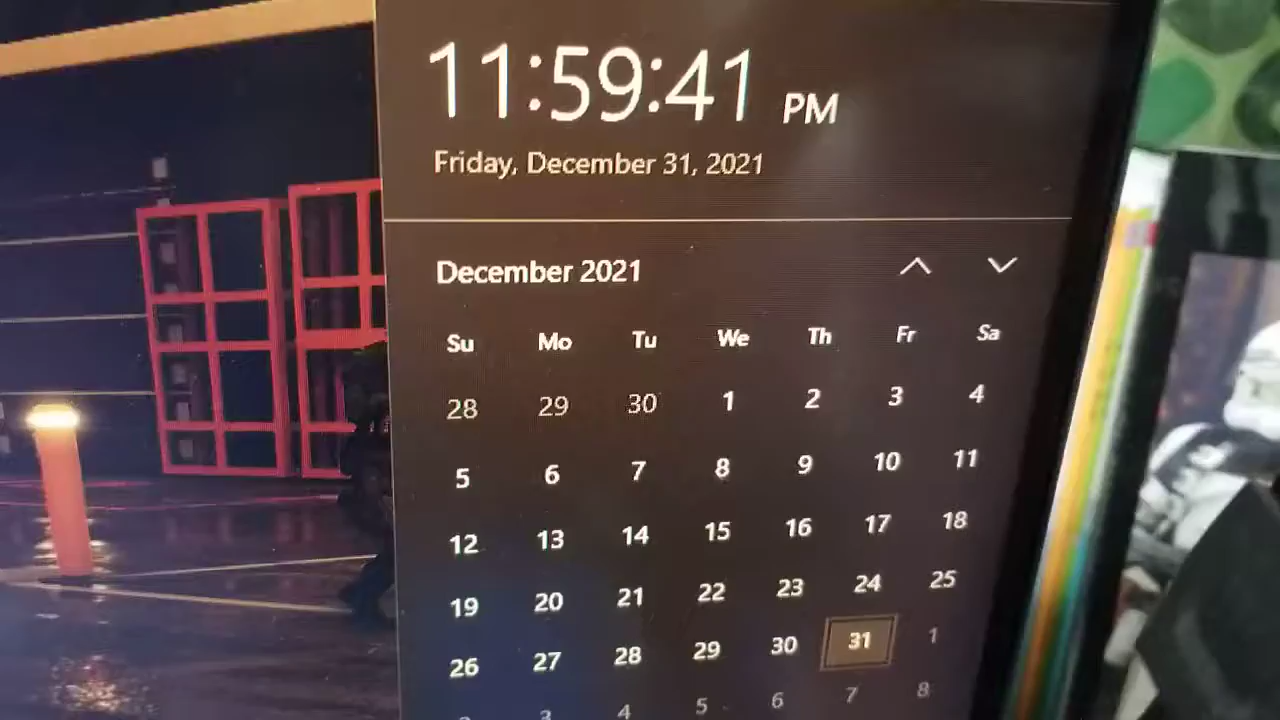 11:59:41 PM
Friday, December 31, 2021
December 2021
Su Mo Tu We Th Fr Sa
28 29 30 1 2 3 4
5 6 7 8 9 10 11
12 13 14 15 16 17 18
19 20 21 22 23 24 25
26 27 28 29 30 31 1
3 4 5 6 7 8